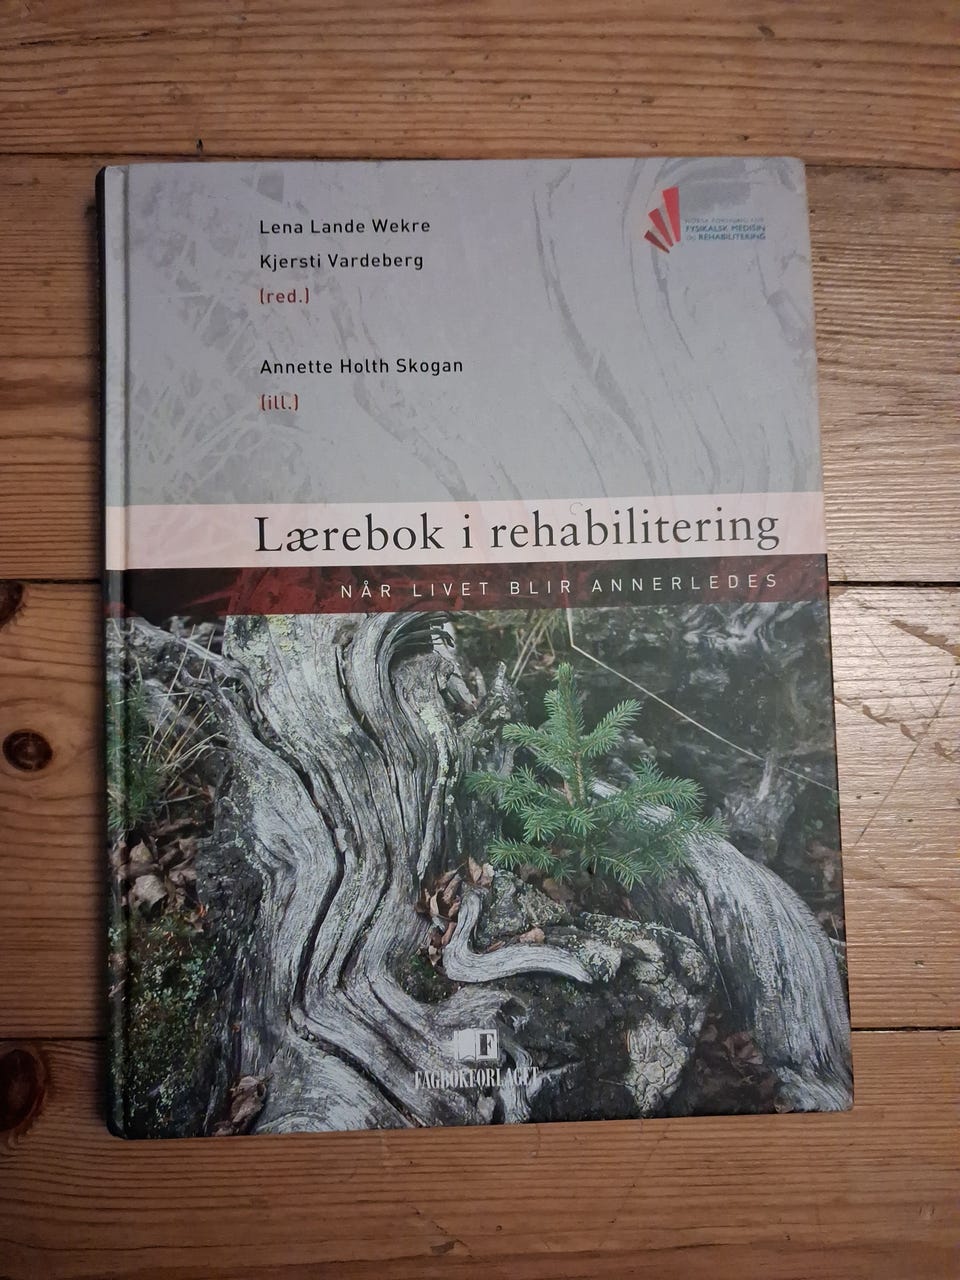 Lena Lande Wekre
Kjersti Vardeberg
(red.)
Annette Holth Skogan
(ill.)
NORSK FORENING FOR
FYSIKALSK MEDISIN
OG REHABILITERING
Lærebok i rehabilitering
NÅR LIVET BLIR ANNERLEDES
F
FAGBOKFORLAGET